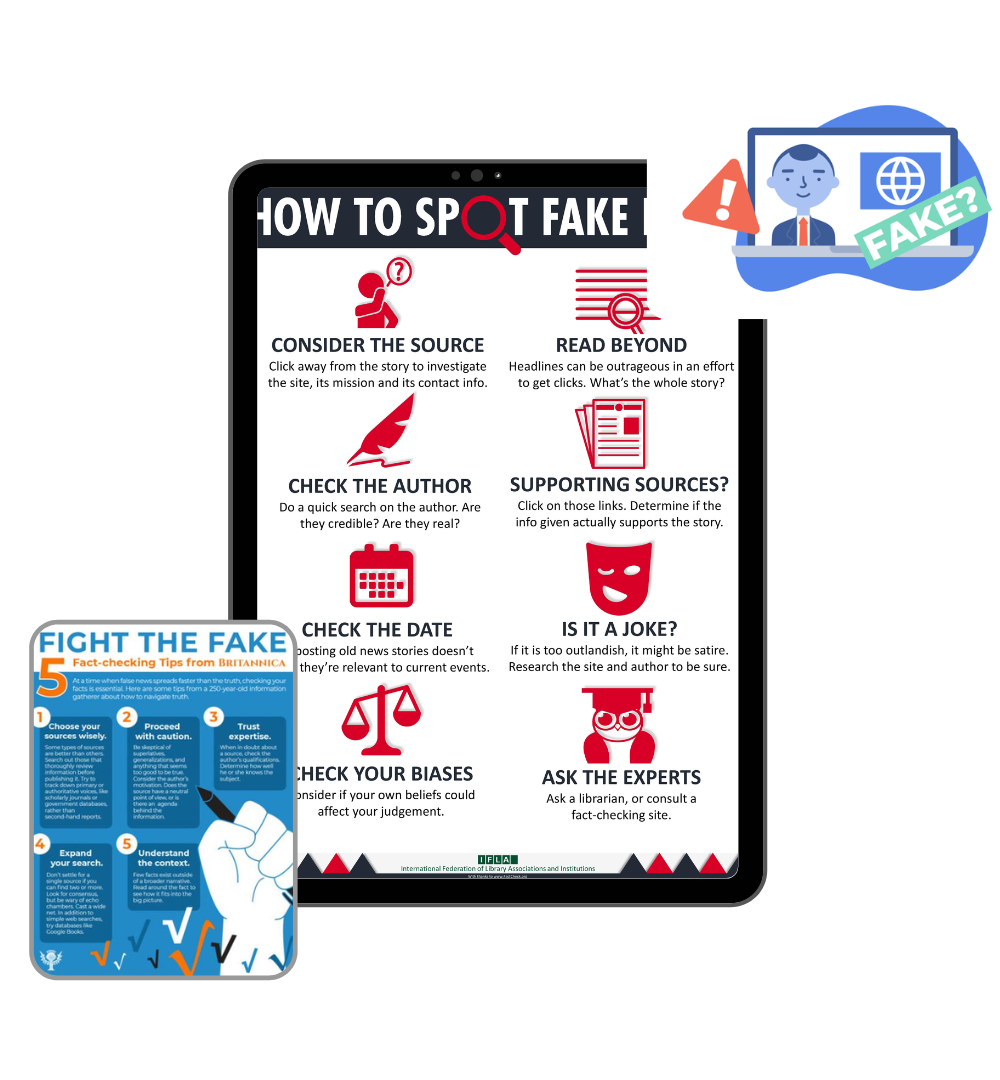 HOW TO SPOT FAKE
FAKE?
CONSIDER THE SOURCE
Click away from the story to investigate
the site, its mission and its contact info.
READ BEYOND
Headlines can be outrageous in an effort
to get clicks. What's the whole story?
CHECK THE AUTHOR
Do a quick search on the author. Are
they credible? Are they real?
SUPPORTING SOURCES?
Click on those links. Determine if the
info given actually supports the story.
CHECK THE DATE
posting old news stories doesn't
they're relevant to current events.
IS IT A JOKE?
If it is too outlandish, it might be satire.
Research the site and author to be sure.
CHECK YOUR BIASES
onsider if your own beliefs could
affect your judgement.
ASK THE EXPERTS
Ask a librarian, or consult a
fact-checking site.
IFLA
International Federation of Library Associations and Institutions
FIGHT THE FAKE
5 Fact-checking Tips from BRITANNICA
At a time when false news spreads faster than the truth, checking your
facts is essential. Here are some tips from a 250-year-old information
gatherer about how to navigate truth.
1
Choose your
sources wisely.
Some types of sources
are better than others.
Search out those that
thoroughly review
information before
publishing it. Try to
track down primary or
authoritative voices, like
scholarly journals or
government databases,
rather than
second-hand reports.
2
Proceed
with caution.
Be skeptical of
superlatives,
generalizations, and
anything that seems
too good to be true.
Consider the author's
motivation. Does the
source have a neutral
point of view, or is
there an agenda
behind the
information.
3
Trust
expertise.
When in doubt about
a source, check the
author's qualifications.
Determine how well
he or she knows the
subject.
4
Expand
your search.
Don't settle for a
single source if you
can find two or more.
Look for consensus,
but be wary of echo
chambers. Cast a wide
net. In addition to
simple web searches,
try databases like
Google Books.
5
Understand
the context.
Few facts exist outside
of a broader narrative.
Read around the fact to
see how it fits into the
big picture.